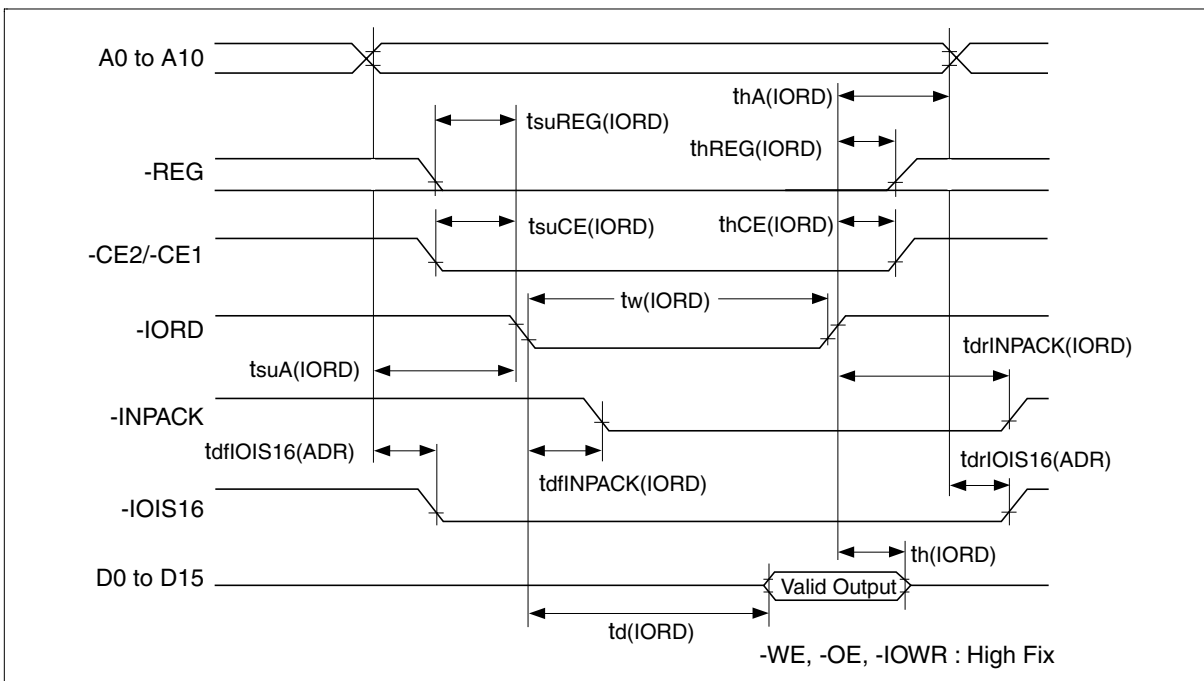 A0 to A10
thA(IORD)
tsuREG(IORD)
thREG(IORD)
-REG
tsuCE(IORD)
thCE(IORD)
-CE2/-CE1
tw(IORD)
-IORD
tdrINPACK(IORD)
tsuA(IORD)
-INPACK
tdfIOIS16(ADR)
tdrIOIS16(ADR)
tdfINPACK(IORD)
-IOIS16
th(IORD)
D0 to D15
Valid Output
td(IORD)
-WE, -OE, -IOWR : High Fix